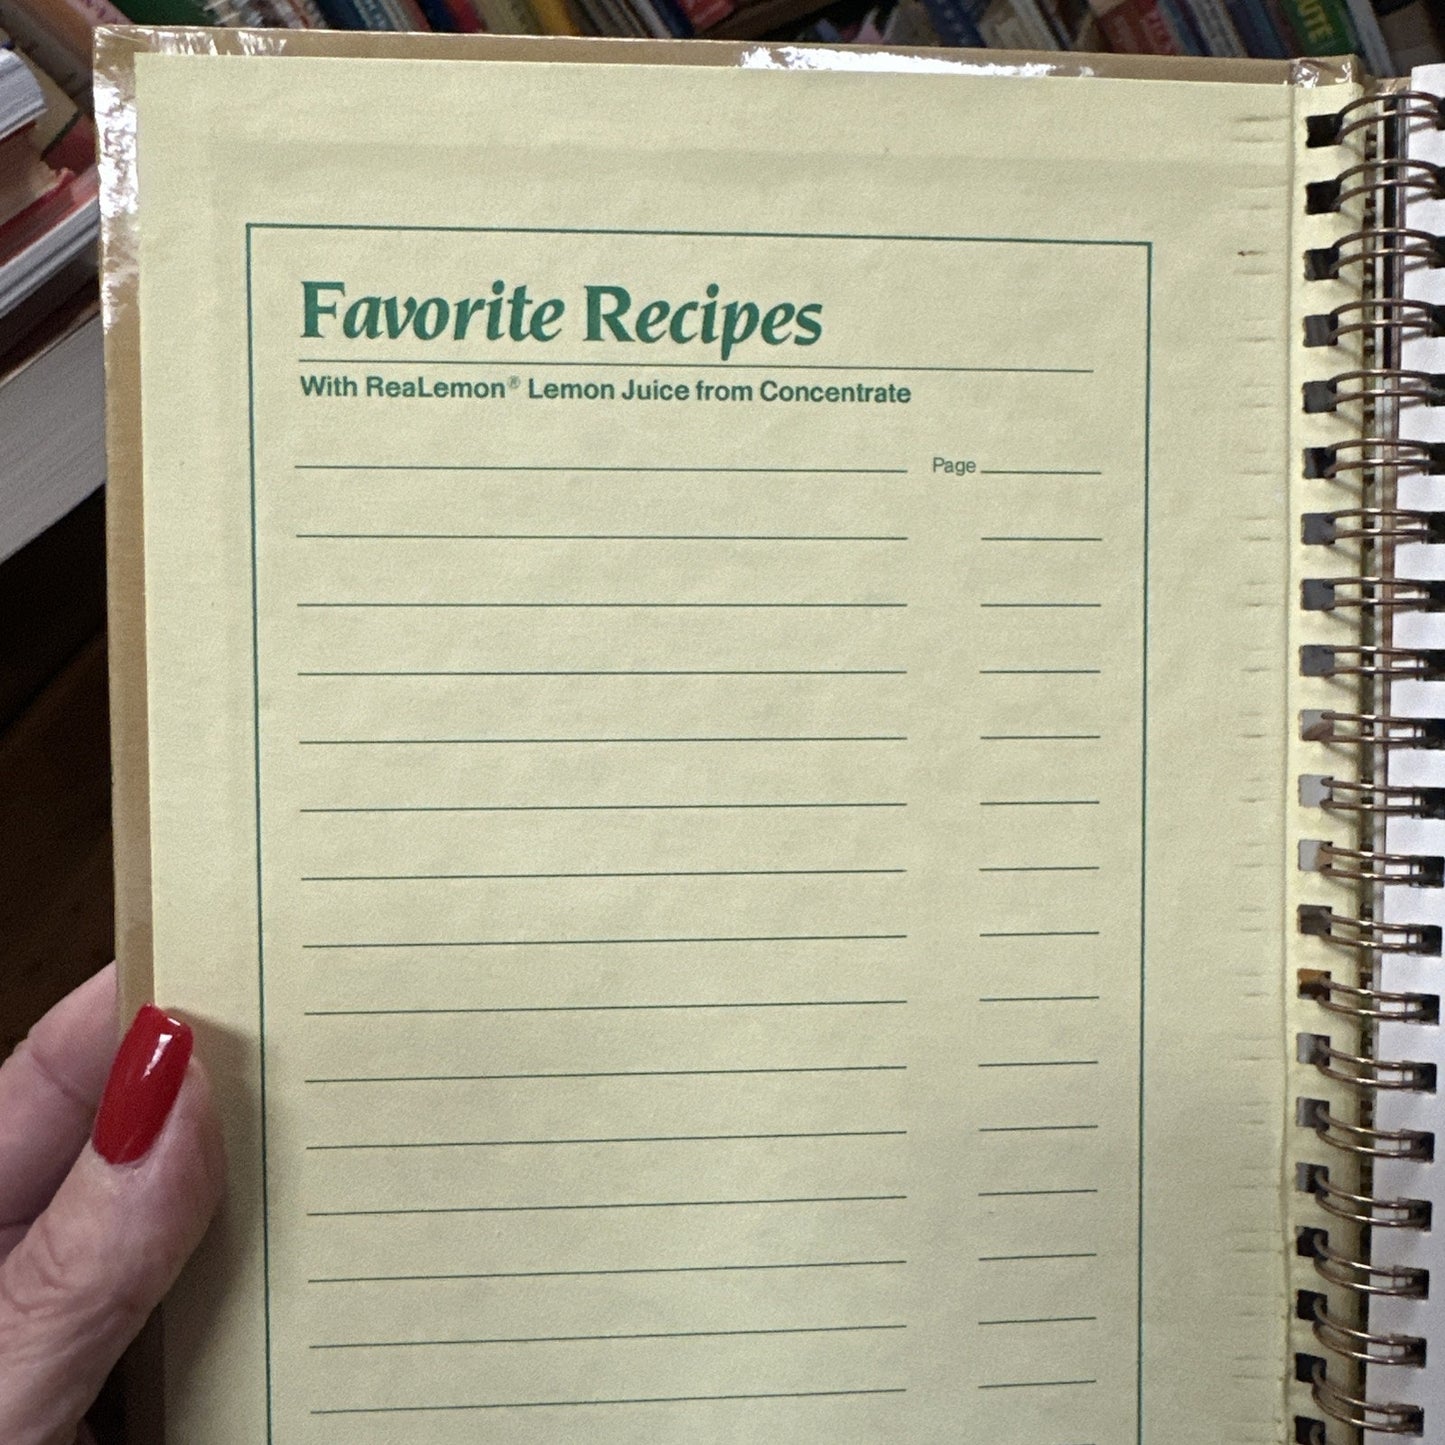 Favorite Recipes
With ReaLemon® Lemon Juice from Concentrate
Page